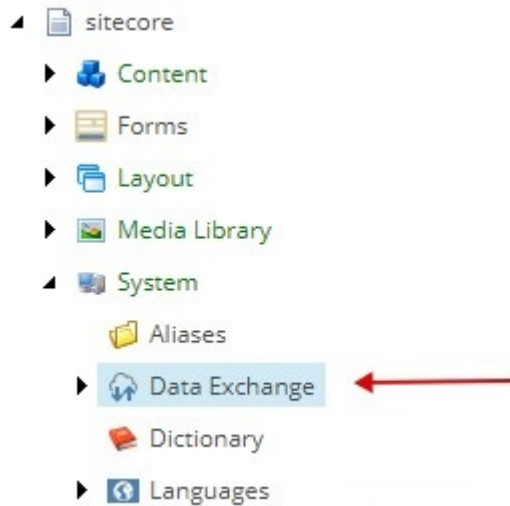 sitecore
Content
Forms
Layout
Media Library
System
Aliases
Data Exchange
Dictionary
Languages